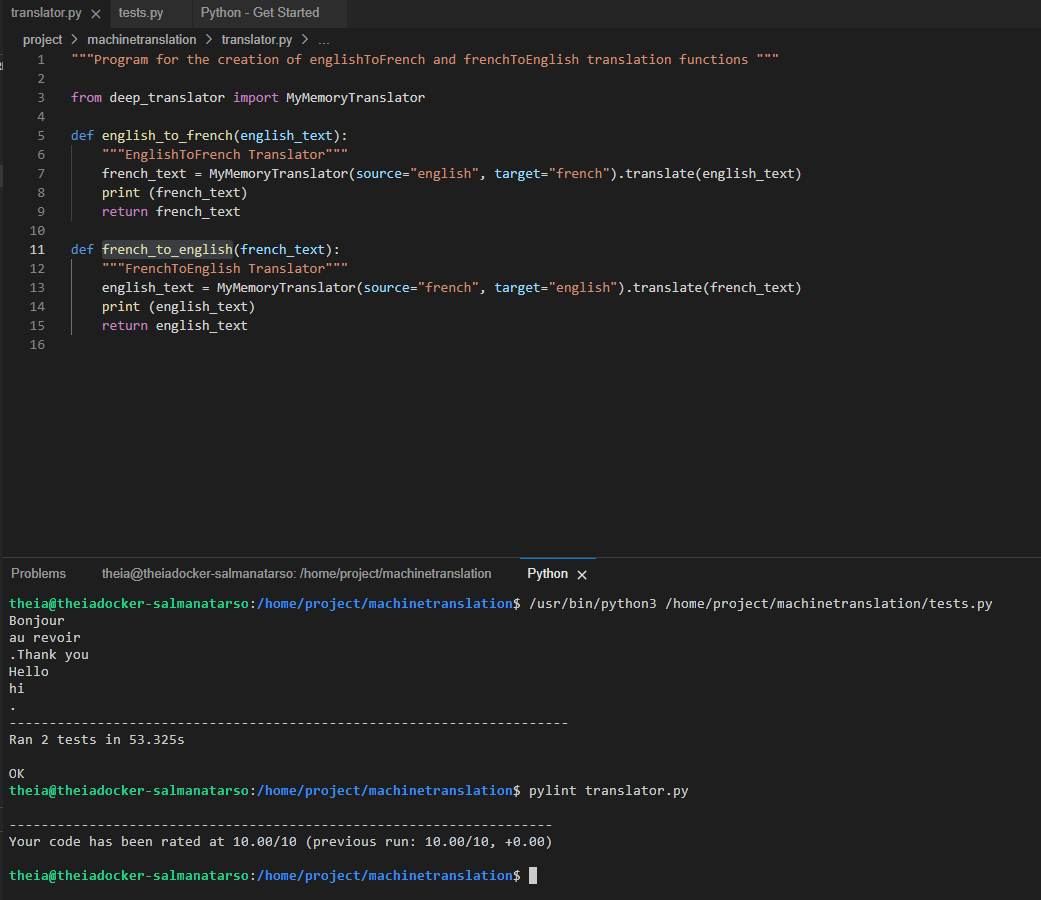 translator.py × tests.py Python - Get Started
project > machinetranslation > translator.py > ...
1 """Program for the creation of englishToFrench and frenchToEnglish translation functions """
2
3 from deep_translator import MyMemoryTranslator
4
5 def english_to_french(english_text):
6     """EnglishToFrench Translator"""
7     french_text = MyMemoryTranslator(source="english", target="french").translate(english_text)
8     print (french_text)
9     return french_text
10
11 def french_to_english(french_text):
12     """FrenchToEnglish Translator"""
13     english_text = MyMemoryTranslator(source="french", target="english").translate(french_text)
14     print (english_text)
15     return english_text
16
Problems theia@theiadocker-salmanatarso: /home/project/machinetranslation Python ×
theia@theiadocker-salmanatarso:/home/project/machinetranslation$ /usr/bin/python3 /home/project/machinetranslation/tests.py
Bonjour
au revoir
.Thank you
Hello
hi
.
----------------------------------------------------------------------
Ran 2 tests in 53.325s
OK
theia@theiadocker-salmanatarso:/home/project/machinetranslation$ pylint translator.py
--------------------------------------------------------------------
Your code has been rated at 10.00/10 (previous run: 10.00/10, +0.00)
theia@theiadocker-salmanatarso:/home/project/machinetranslation$